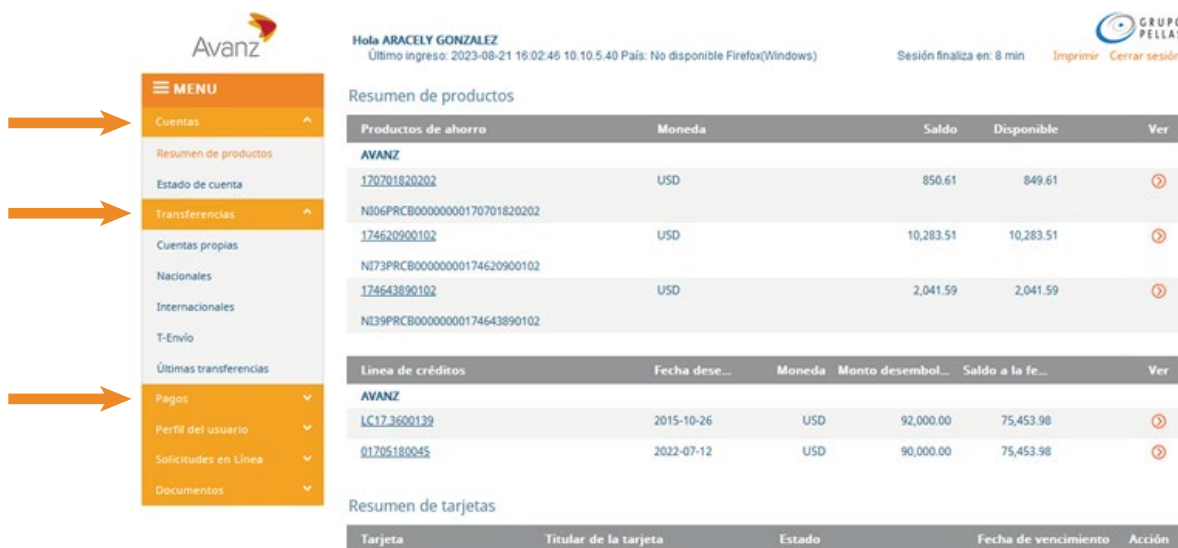 Avanz
Hola ARACELY GONZALEZ
Último ingreso: 2023-08-21 16:02:46 10.10.5.40 País: No disponible Firefox(Windows)
Sesión finaliza en: 8 min
GRUPO
PELLAS
Imprimir Cerrar sesión
MENU
Cuentas
Resumen de productos
Estado de cuenta
Transferencias
Cuentas propias
Nacionales
Internacionales
T-Envío
Últimas transferencias
Pagos
Perfil del usuario
Solicitudes en Línea
Documentos
Resumen de productos
Productos de ahorro Moneda Saldo Disponible Ver
AVANZ
170701820202 USD 850.61 849.61
NI06PRCB00000000170701820202
174620900102 USD 10,283.51 10,283.51
NI73PRCB00000000174620900102
174643890102 USD 2,041.59 2,041.59
NI39PRCB00000000174643890102
Linea de créditos Fecha dese... Moneda Monto desembol... Saldo a la fe... Ver
AVANZ
LC17.3600139 2015-10-26 USD 92,000.00 75,453.98
01705180045 2022-07-12 USD 90,000.00 75,453.98
Resumen de tarjetas
Tarjeta Titular de la tarjeta Estado Fecha de vencimiento Acción